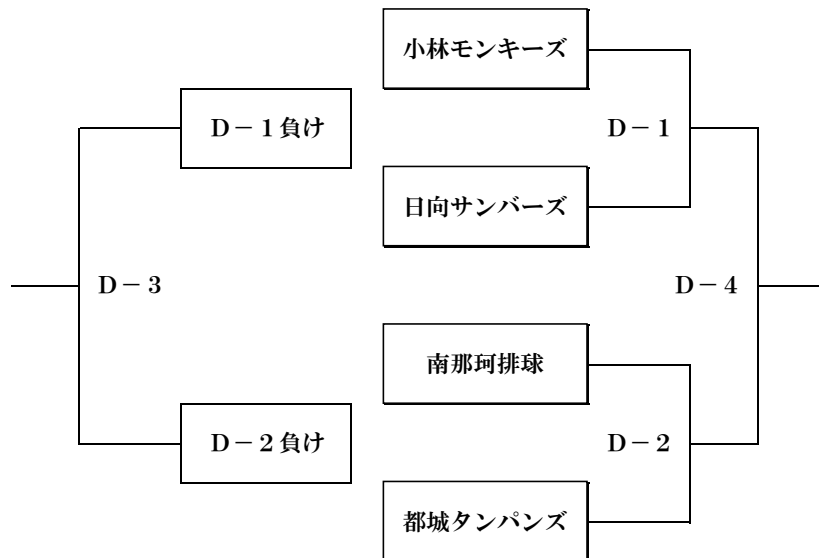 小林モンキーズ
D－１負け
D－１
日向サンバーズ
D－３
D－４
南那珂排球
D－２負け
D－２
都城タンパンズ